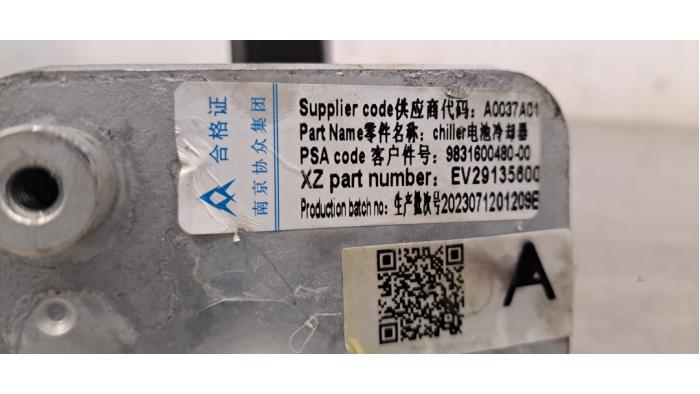 合格证
南京协众集团
Supplier code供应商代码: A0037A01
Part Name零件名称: chiller电池冷却器
PSA code 客户件号: 9831600480-00
XZ part number: EV29135600
Production batch no: 生产批次号2023071201209E
A